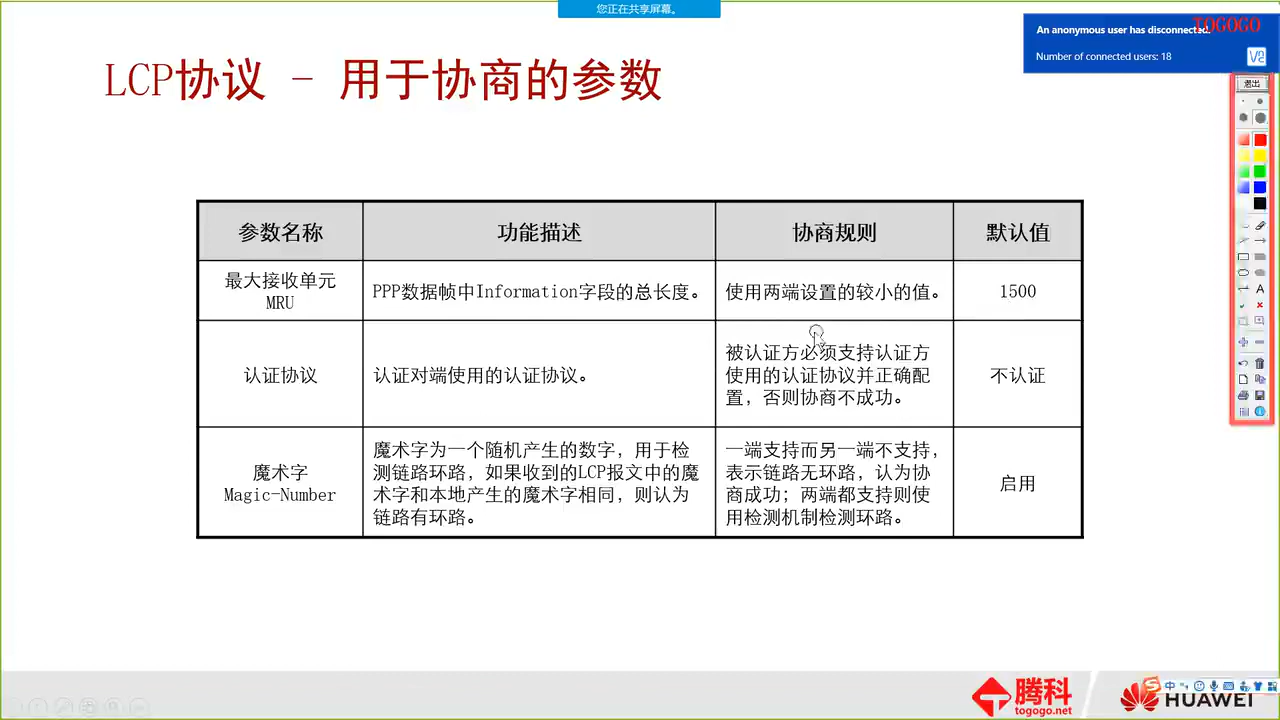 您正在共享屏幕。
An anonymous user has disconnected.
TOGOGO
Number of connected users: 18
V2
退出
LCP协议 - 用于协商的参数
参数名称
功能描述
协商规则
默认值
最大接收单元
MRU
PPP数据帧中Information字段的总长度。
使用两端设置的较小的值。
1500
认证协议
认证对端使用的认证协议。
被认证方必须支持认证方
使用的认证协议并正确配
置，否则协商不成功。
不认证
魔术字
Magic-Number
魔术字为一个随机产生的数字，用于检
测链路环路，如果收到的LCP报文中的魔
术字和本地产生的魔术字相同，则认为
链路有环路。
一端支持而另一端不支持，
表示链路无环路，认为协
商成功；两端都支持则使
用检测机制检测环路。
启用
A
腾科
togogo.net
中
HUAWEI